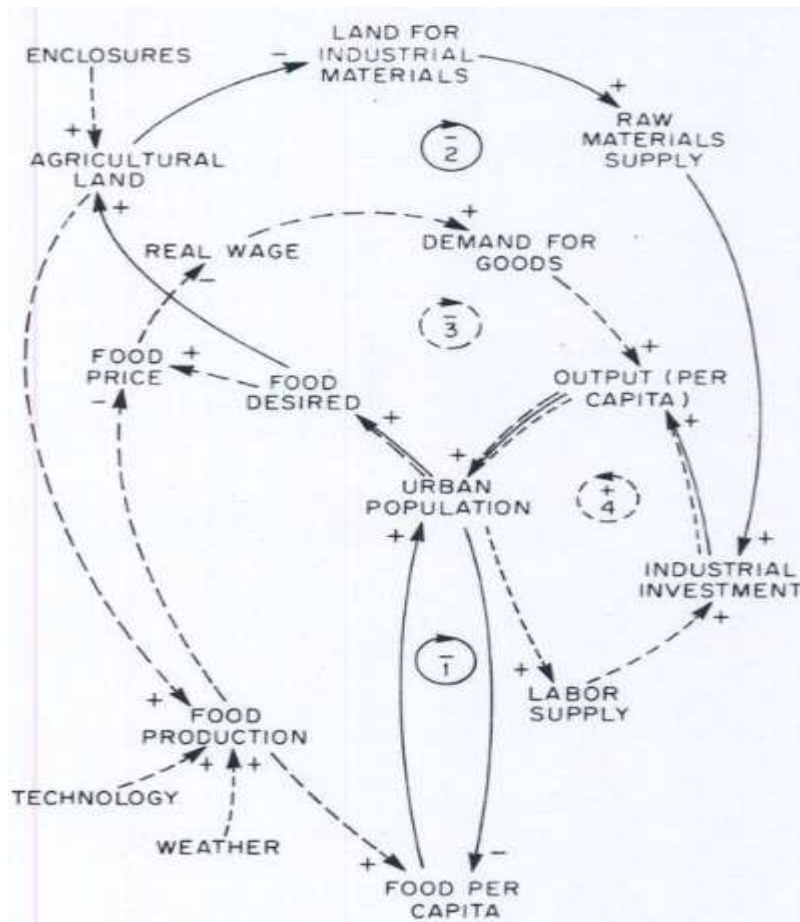 ENCLOSURES
LAND FOR
INDUSTRIAL
MATERIALS
-
+
+
AGRICULTURAL
LAND
+
RAW
MATERIALS
SUPPLY
-
2
REAL WAGE
-
+
DEMAND FOR
GOODS
-
3
FOOD
PRICE
+
-
FOOD
DESIRED
+
+
OUTPUT (PER
CAPITA)
+
+
URBAN
POPULATION
+
+
4
+
INDUSTRIAL
INVESTMENT
+
-
1
+
LABOR
SUPPLY
+
FOOD
PRODUCTION
+ +
TECHNOLOGY
WEATHER
+
-
FOOD PER
CAPITA